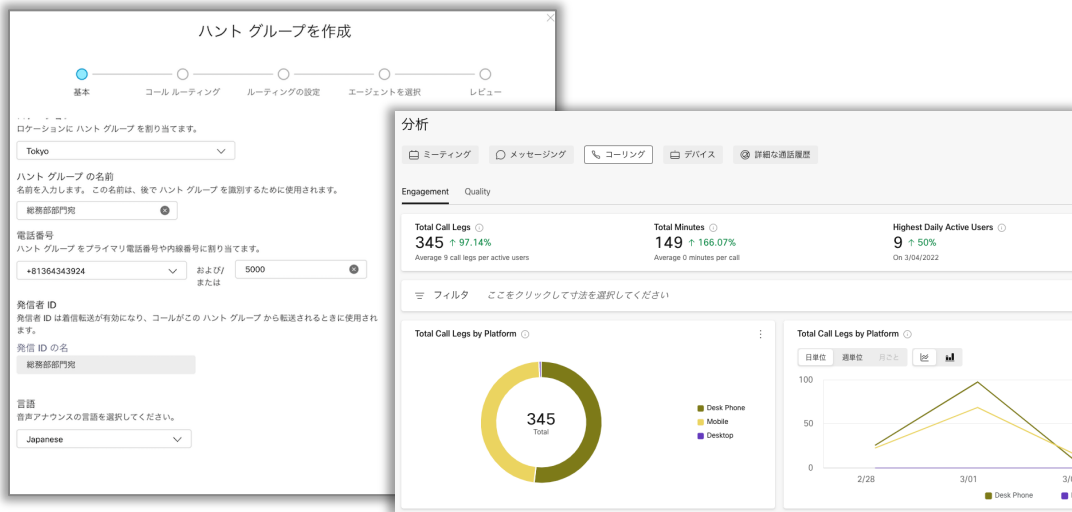 ハント グループを作成
基本
コール ルーティング
ルーティングの設定
エージェントを選択
レビュー
ロケーションに ハント グループ を割り当てます。
Tokyo
ハント グループ の名前
名前を入力します。 この名前は、後で ハント グループ を識別するために使用されます。
総務部部門宛
電話番号
ハント グループ をプライマリ電話番号や内線番号に割り当てます。
+81364343924
および/
または
5000
発信者 ID
発信者 ID は着信転送が有効になり、コールがこの ハント グループ から転送されるときに使用され
ます。
発信 ID の名
総務部部門宛
言語
音声アナウンスの言語を選択してください。
Japanese
分析
ミーティング
メッセージング
コーリング
デバイス
詳細な通話履歴
Engagement
Quality
Total Call Legs
345 ↑ 97.14%
Average 9 call legs per active users
Total Minutes
149 ↑ 166.07%
Average 0 minutes per call
Highest Daily Active Users
9 ↑ 50%
On 3/04/2022
フィルタ ここをクリックして寸法を選択してください
Total Call Legs by Platform
345
Total
Desk Phone
Mobile
Desktop
Total Call Legs by Platform
日単位
週単位
月ごと
100
50
0
2/28
3/01
Desk Phone